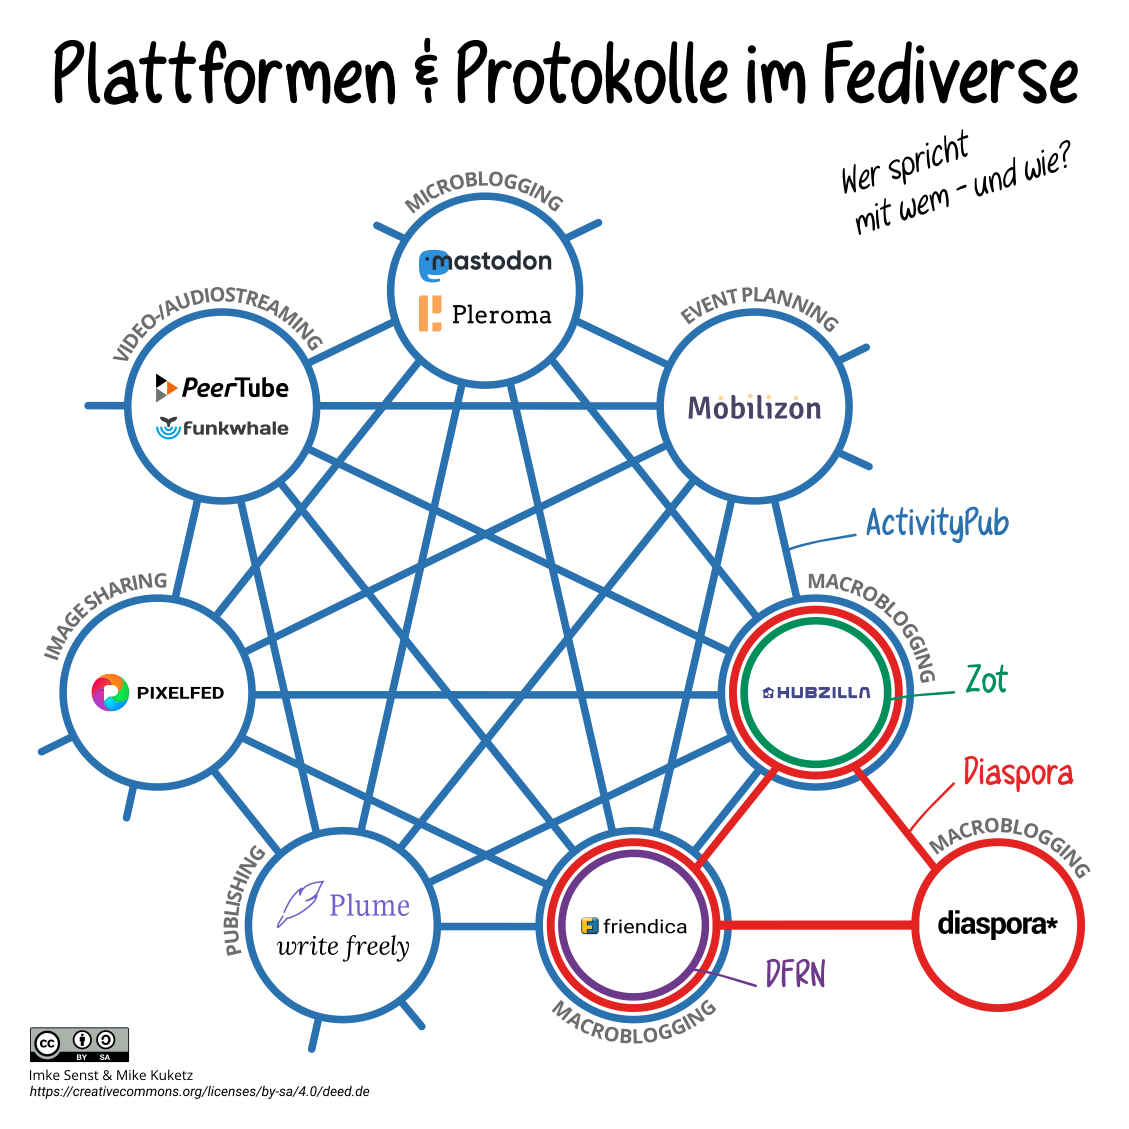 Plattformen & Protokolle im Fediverse
Wer spricht
mit wem - und wie?
MICROBLOGGING
mastodon
Pleroma
VIDEO-/AUDIOSTREAMING
PeerTube
funkwhale
EVENT PLANNING
Mobilizon
ActivityPub
IMAGE SHARING
PIXELFED
MACROBLOGGING
HUBZILLA
Zot
Diaspora
PUBLISHING
Plume
write freely
friendica
MACROBLOGGING
DFRN
MACROBLOGGING
diaspora*
cc
BY SA
Imke Senst & Mike Kuketz
https://creativecommons.org/licenses/by-sa/4.0/deed.de